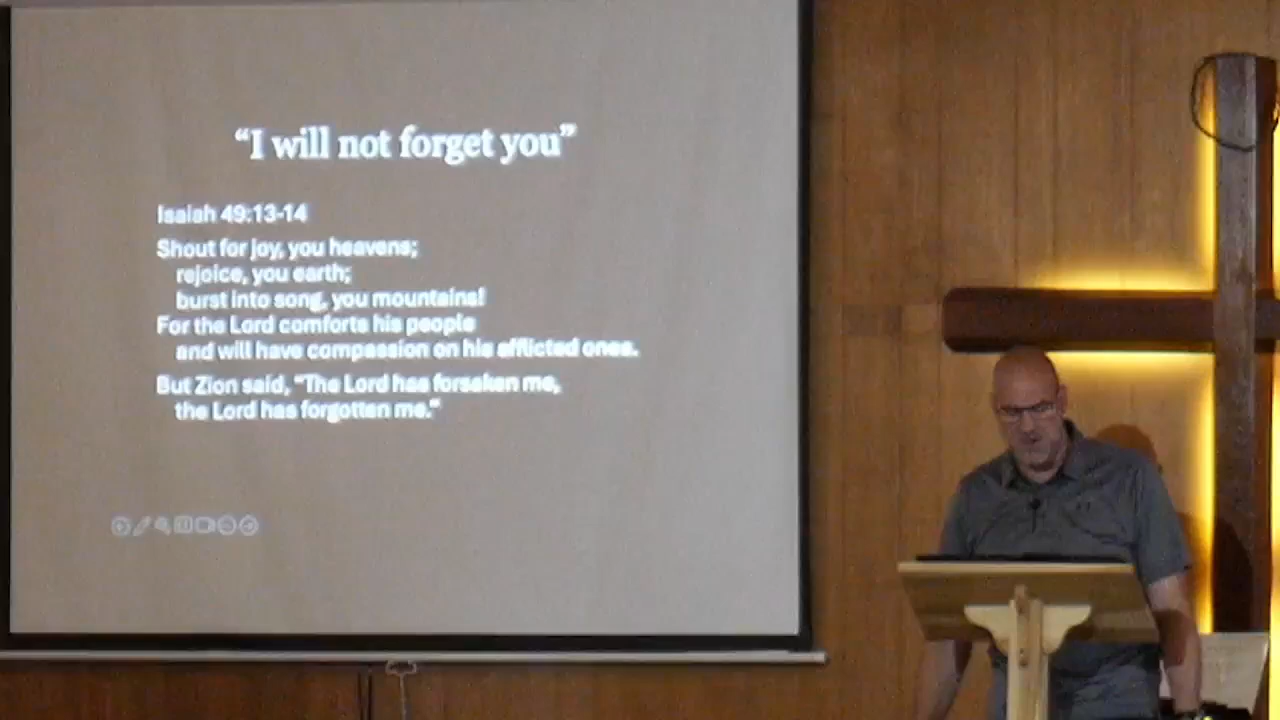 “I will not forget you”
Isaiah 49:13-14
Shout for joy, you heavens;
rejoice, you earth;
burst into song, you mountains!
For the Lord comforts his people
and will have compassion on his afflicted ones.
But Zion said, “The Lord has forsaken me,
the Lord has forgotten me.”